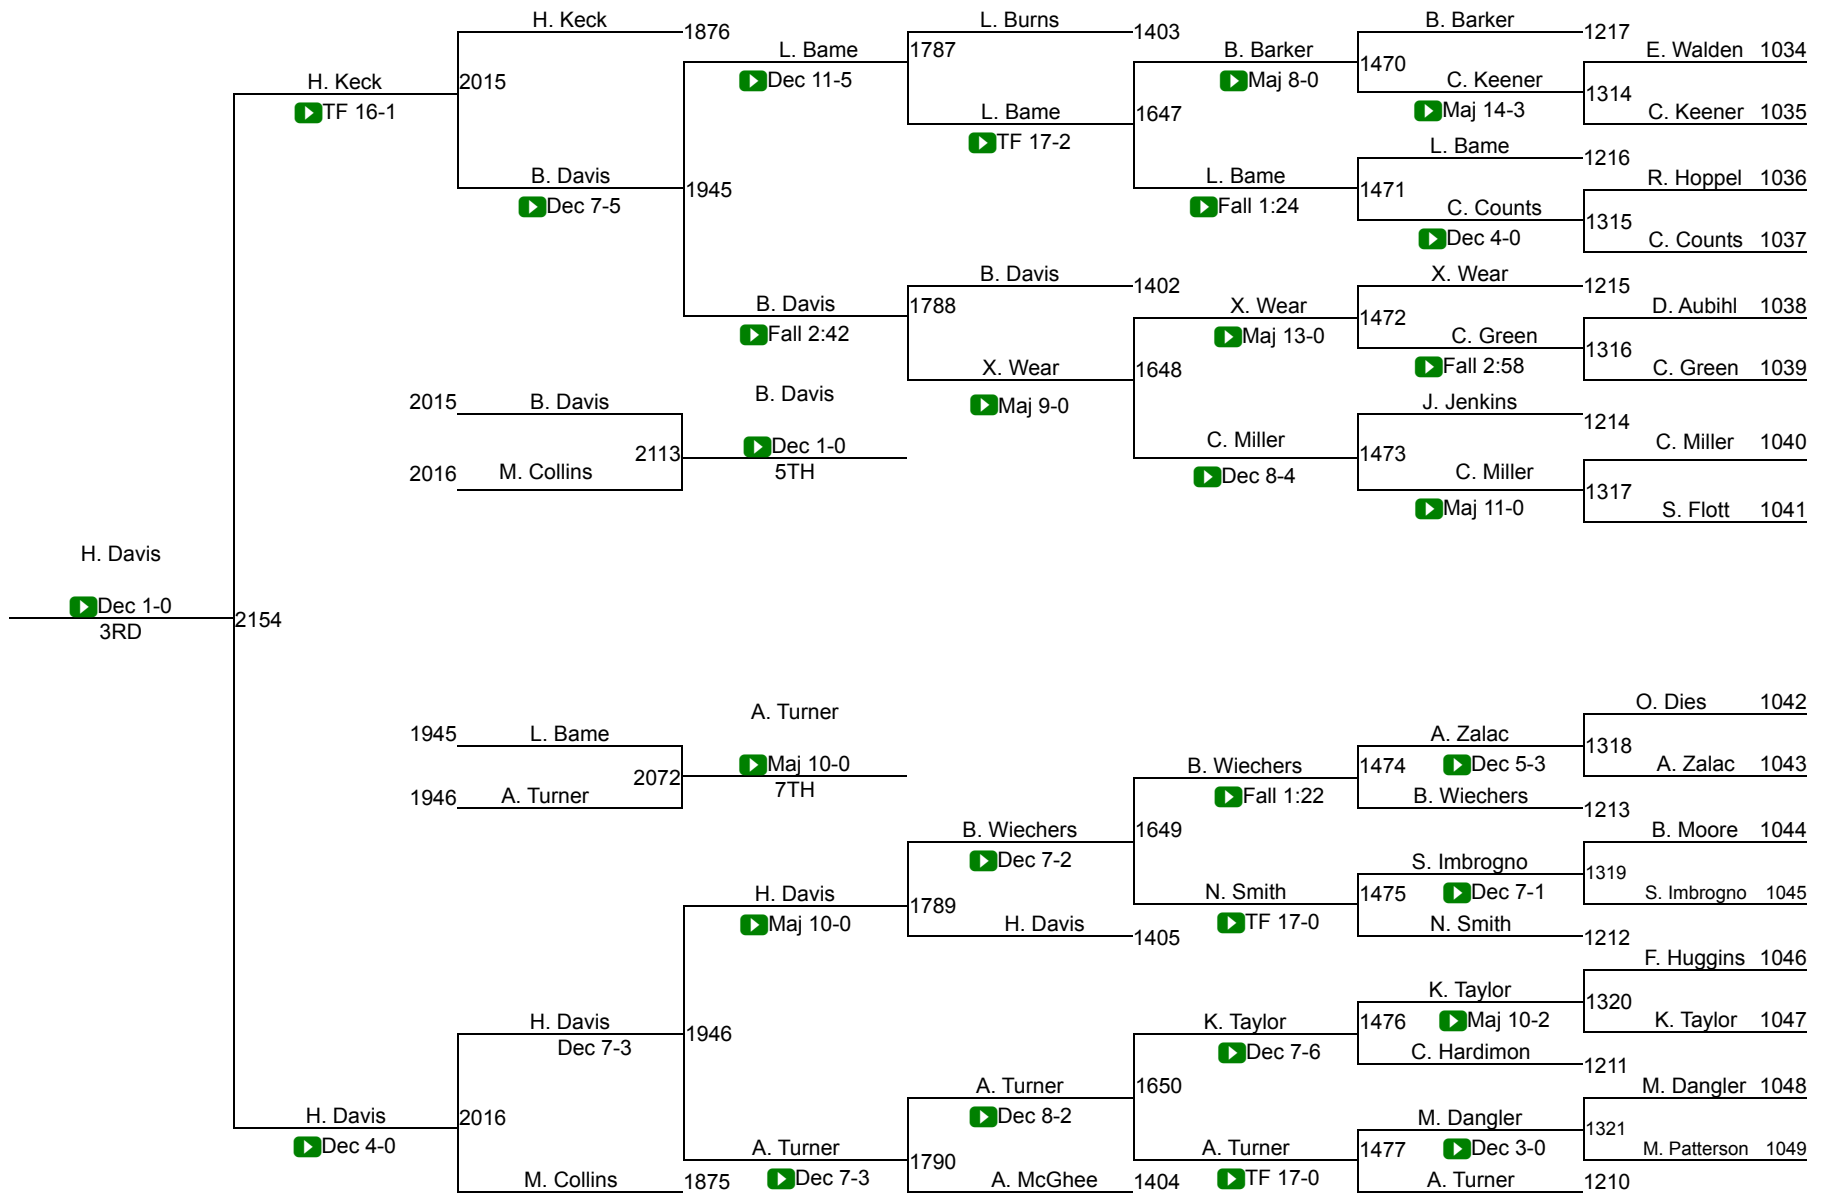 H. Keck
1876
L. Burns
1403
B. Barker
1217
L. Bame
1787
B. Barker
E. Walden 1034
H. Keck
2015
Dec 11-5
Maj 8-0
1470
C. Keener
1314
TF 16-1
L. Bame
1647
Maj 14-3
C. Keener 1035
TF 17-2
L. Bame
1216
B. Davis
1945
L. Bame
1471
R. Hoppel 1036
Dec 7-5
Fall 1:24
C. Counts
1315
Dec 4-0
C. Counts 1037
B. Davis
1402
X. Wear
1215
B. Davis
1788
X. Wear
D. Aubihl 1038
Fall 2:42
Maj 13-0
1472
C. Green
1316
X. Wear
1648
Fall 2:58
C. Green 1039
2015
B. Davis
B. Davis
Maj 9-0
J. Jenkins
1214
2113
Dec 1-0
C. Miller
1473
C. Miller 1040
2016
M. Collins
5TH
Dec 8-4
C. Miller
1317
Maj 11-0
S. Flott 1041
H. Davis
Dec 1-0
2154
3RD
A. Turner
O. Dies 1042
1945
L. Bame
A. Zalac
1318
2072
Maj 10-0
B. Wiechers
1474
Dec 5-3
A. Zalac 1043
1946
A. Turner
7TH
Fall 1:22
B. Wiechers
1213
B. Wiechers
1649
B. Moore 1044
Dec 7-2
S. Imbrogno
1319
H. Davis
1789
N. Smith
1475
Dec 7-1
S. Imbrogno 1045
Maj 10-0
H. Davis
1405
TF 17-0
N. Smith
1212
F. Huggins 1046
K. Taylor
1320
H. Davis
1946
K. Taylor
1476
Maj 10-2
K. Taylor 1047
Dec 7-3
Dec 7-6
C. Hardimon
1211
A. Turner
1650
M. Dangler 1048
H. Davis
2016
Dec 8-2
M. Dangler
1321
Dec 4-0
A. Turner
1790
A. Turner
1477
Dec 3-0
M. Patterson 1049
M. Collins
1875
Dec 7-3
A. McGhee
1404
TF 17-0
A. Turner
1210